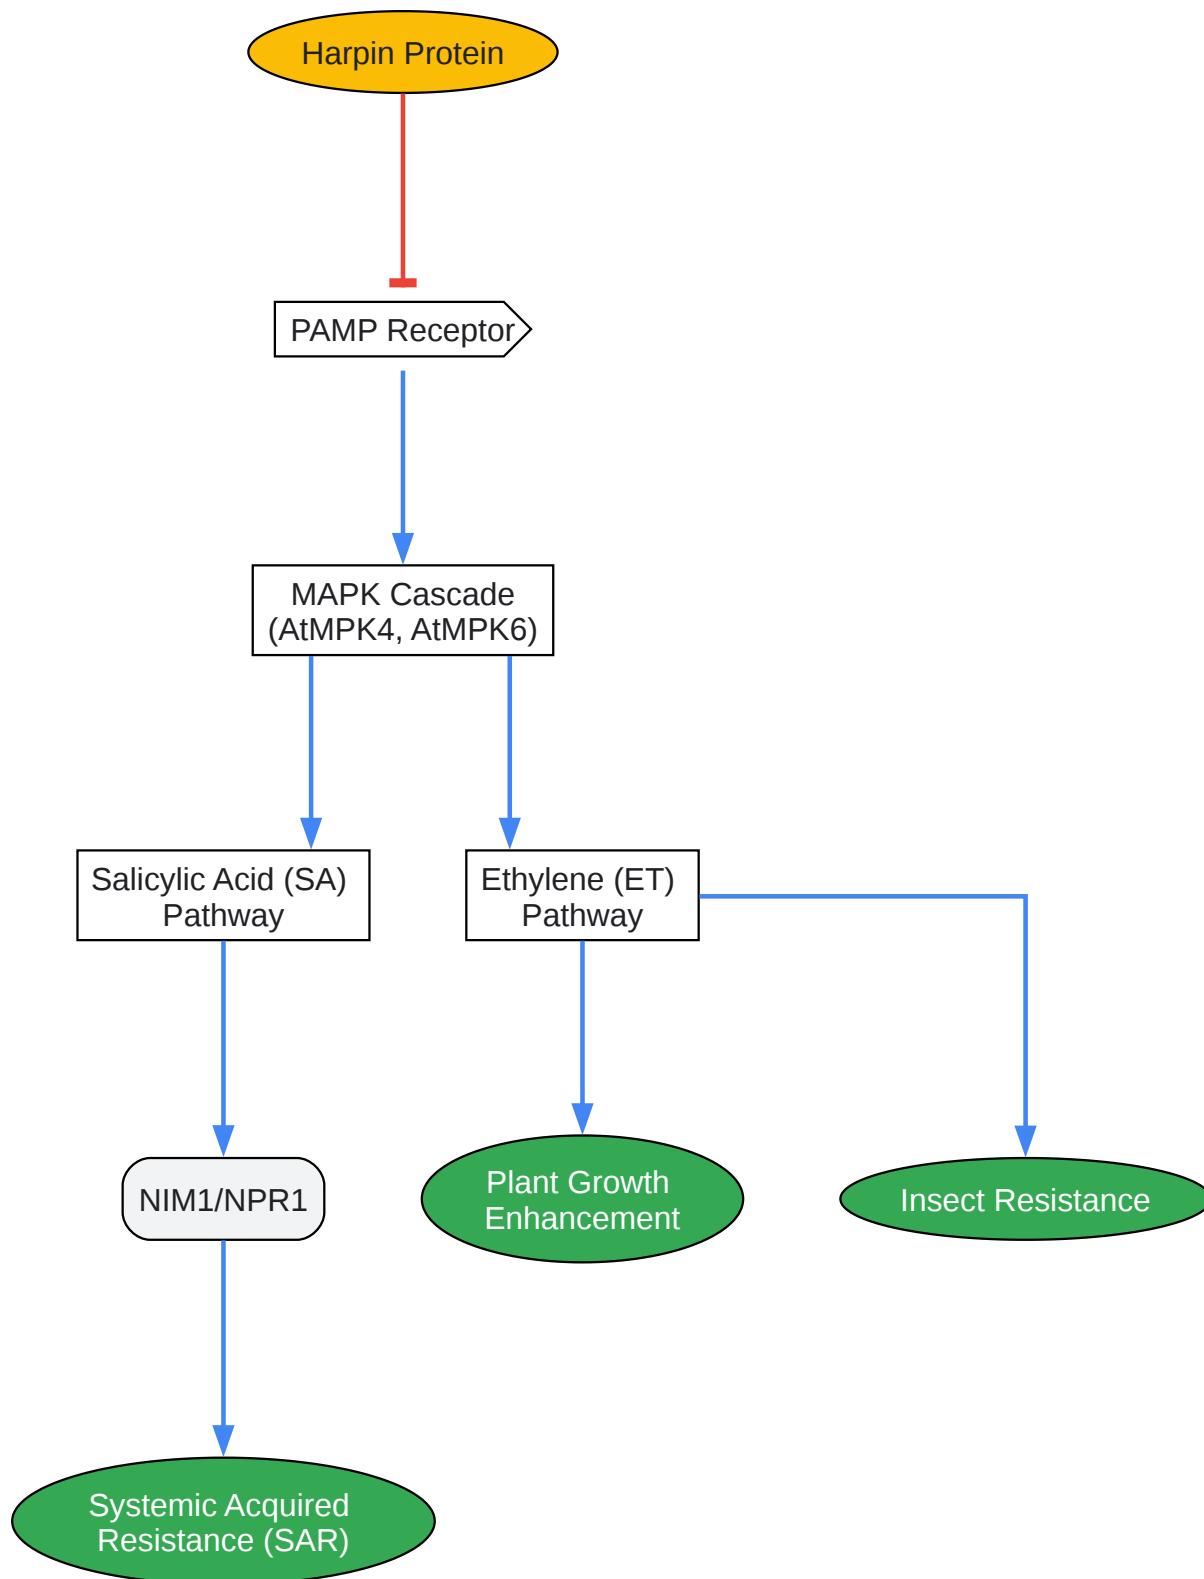 Harpin Protein
PAMP Receptor
MAPK Cascade
(AtMPK4, AtMPK6)
Salicylic Acid (SA)
Pathway
Ethylene (ET)
Pathway
NIM1/NPR1
Plant Growth
Enhancement
Insect Resistance
Systemic Acquired
Resistance (SAR)